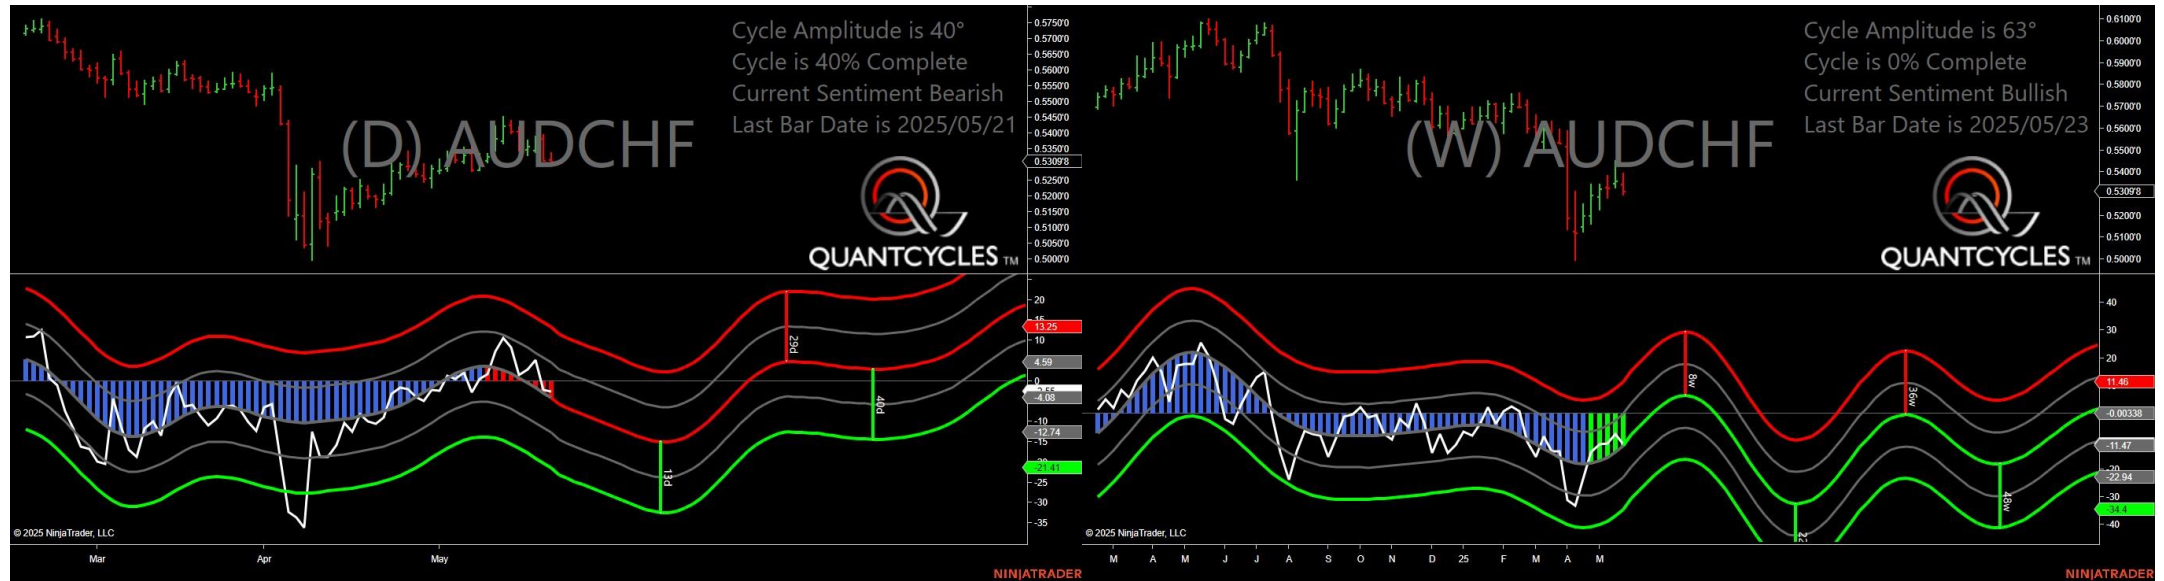 Cycle Amplitude is 40°
Cycle is 40% Complete
Current Sentiment Bearish
Last Bar Date is 2025/05/21
(D) AUDCHF
QUANTCYCLES TM
0.5750'0
0.5700'0
0.5650'0
0.5600'0
0.5550'0
0.5500'0
0.5450'0
0.5400'0
0.5350'0
0.5309'8
0.5250'0
0.5200'0
0.5150'0
0.5100'0
0.5050'0
0.5000'0
20
15
13.25
10
4.59
0
-4.08
-10
-12.74
-15
-21.41
-25
-30
-35
13d
29d
40d
© 2025 NinjaTrader, LLC
Mar
Apr
May
NINJATRADER
Cycle Amplitude is 63°
Cycle is 0% Complete
Current Sentiment Bullish
Last Bar Date is 2025/05/23
(W) AUDCHF
QUANTCYCLES TM
0.6100'0
0.6000'0
0.5900'0
0.5800'0
0.5700'0
0.5600'0
0.5500'0
0.5400'0
0.5309'8
0.5200'0
0.5100'0
0.5000'0
40
30
20
11.46
-0.00338
-11.47
-20
-22.94
-30
-34.4
-40
8w
36w
48w
© 2025 NinjaTrader, LLC
M A M J J A S O N D 25 F M A M
NINJATRADER